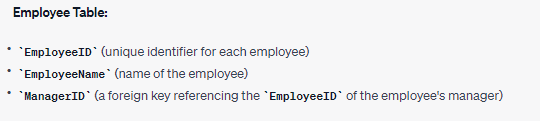 Employee Table:
• `EmployeeID` (unique identifier for each employee)
• `EmployeeName` (name of the employee)
• `ManagerID` (a foreign key referencing the `EmployeeID` of the employee's manager)